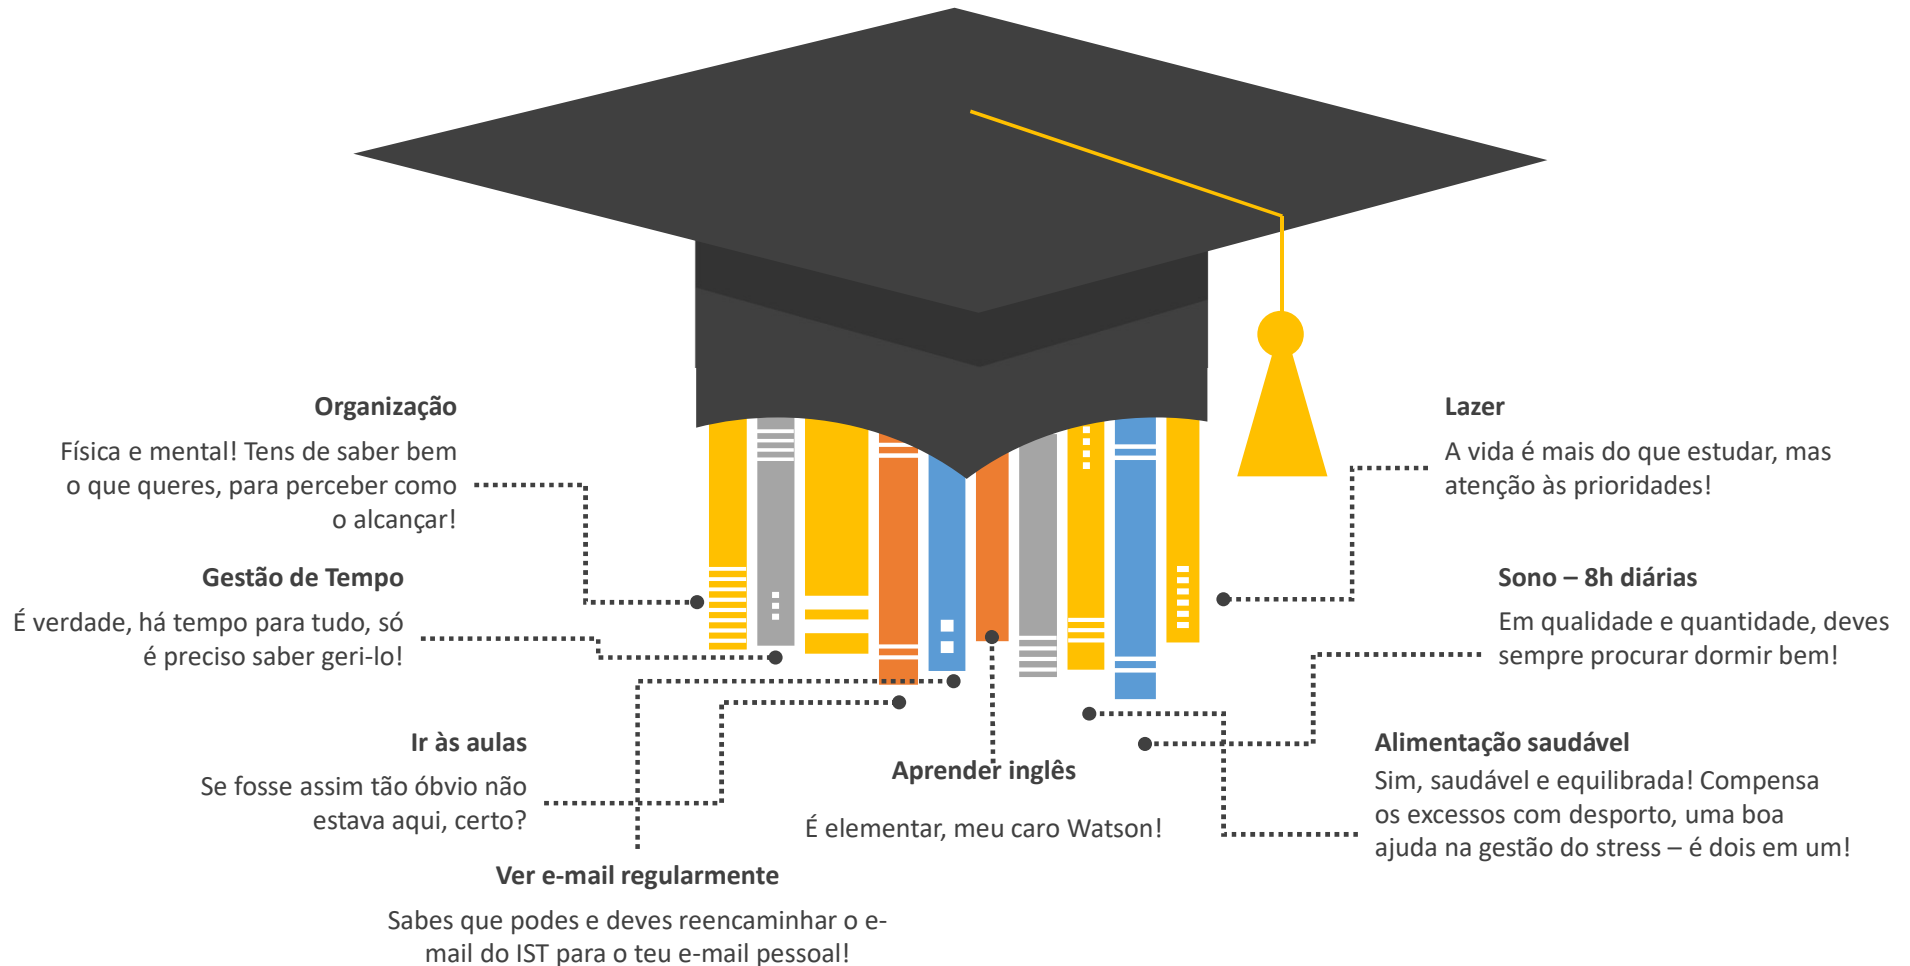 Organização
Física e mental! Tens de saber bem
o que queres, para perceber como
o alcançar!
Gestão de Tempo
É verdade, há tempo para tudo, só
é preciso saber geri-lo!
Ir às aulas
Se fosse assim tão óbvio não
estava aqui, certo?
Ver e-mail regularmente
Sabes que podes e deves reencaminhar o e-
mail do IST para o teu e-mail pessoal!
Aprender inglês
É elementar, meu caro Watson!
Lazer
A vida é mais do que estudar, mas
atenção às prioridades!
Sono – 8h diárias
Em qualidade e quantidade, deves
sempre procurar dormir bem!
Alimentação saudável
Sim, saudável e equilibrada! Compensa
os excessos com desporto, uma boa
ajuda na gestão do stress – é dois em um!